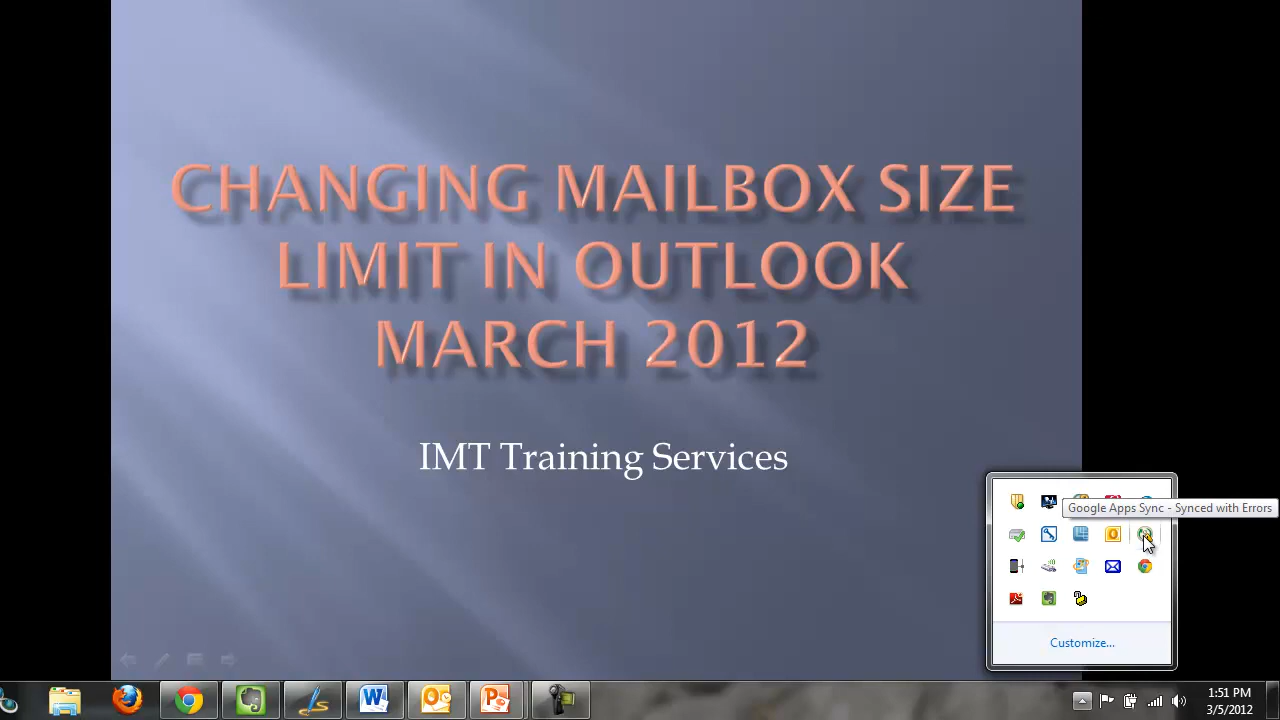 CHANGING MAILBOX SIZE
LIMIT IN OUTLOOK
MARCH 2012
IMT Training Services
Google Apps Sync - Synced with Errors
Customize...
1:51 PM
3/5/2012